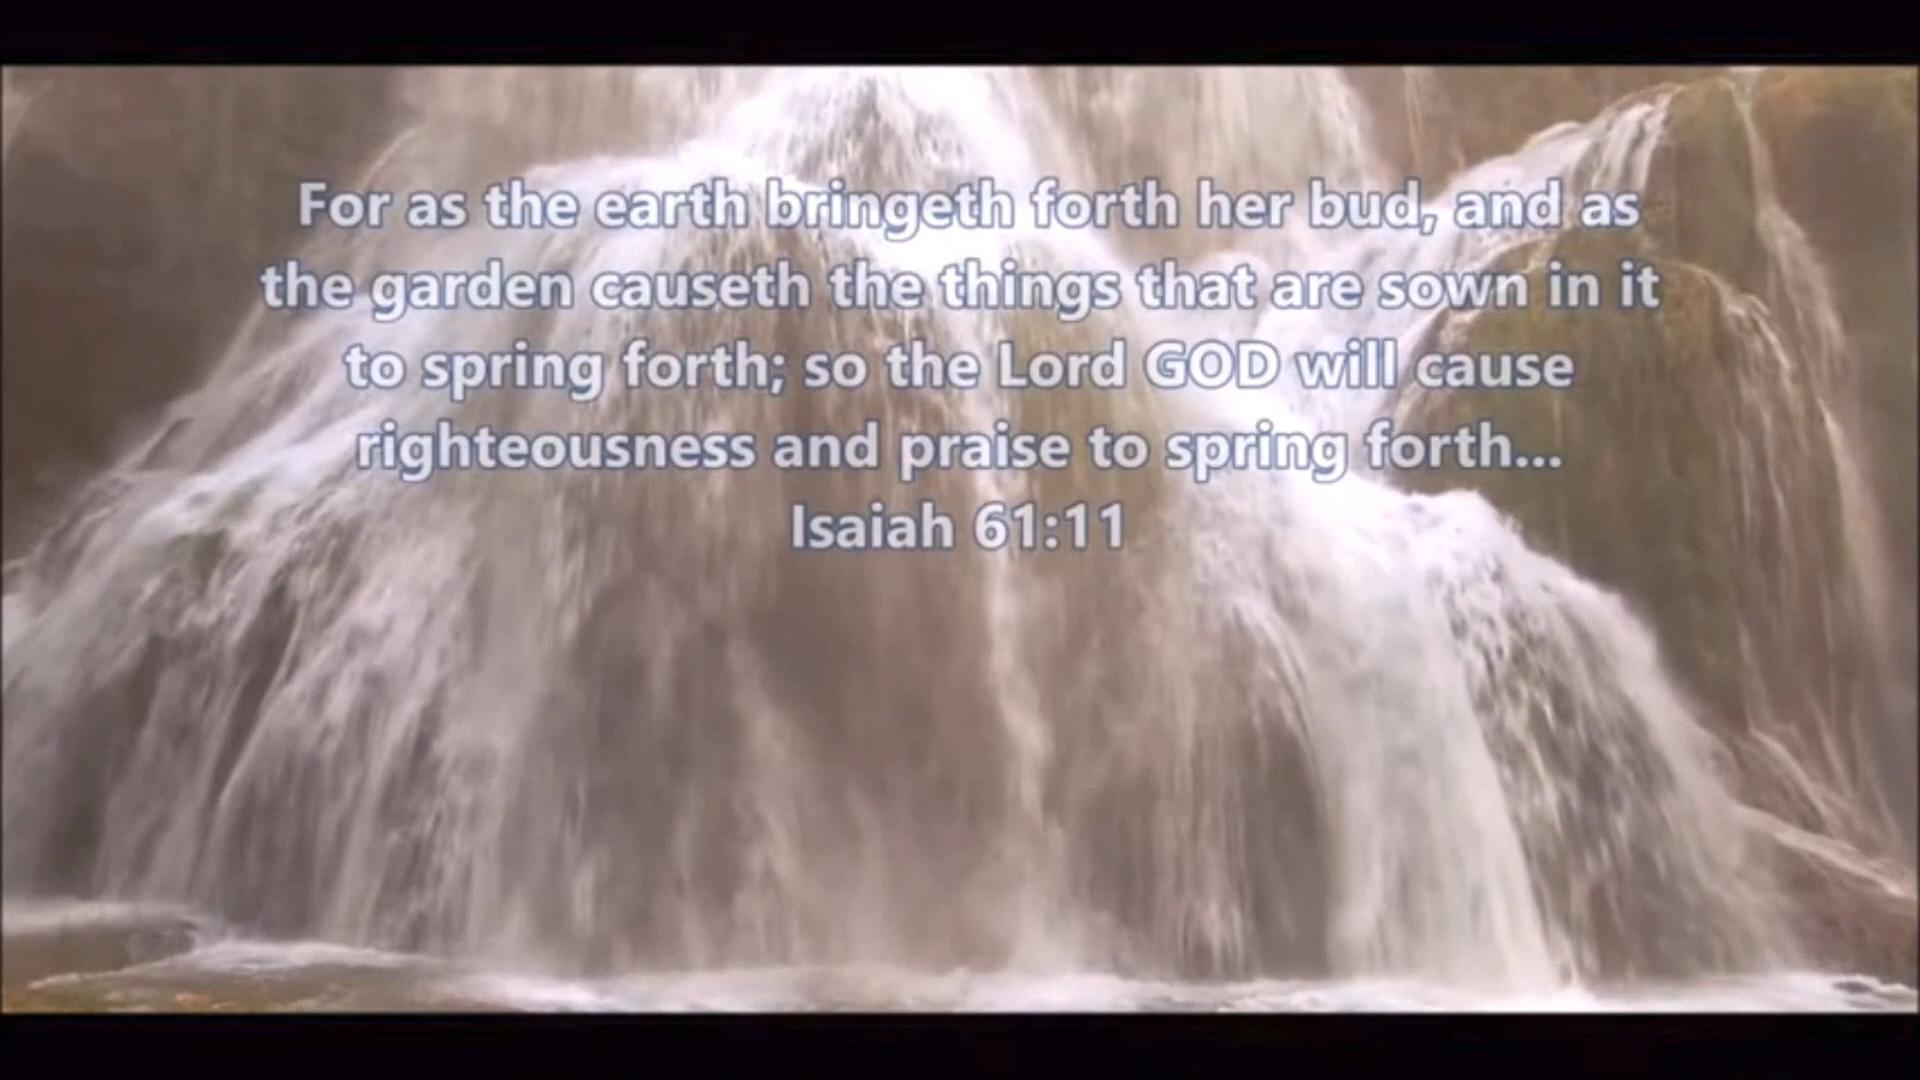 For as the earth bringeth forth her bud, and as
the garden causeth the things that are sown in it
to spring forth; so the Lord GOD will cause
righteousness and praise to spring forth...
Isaiah 61:11